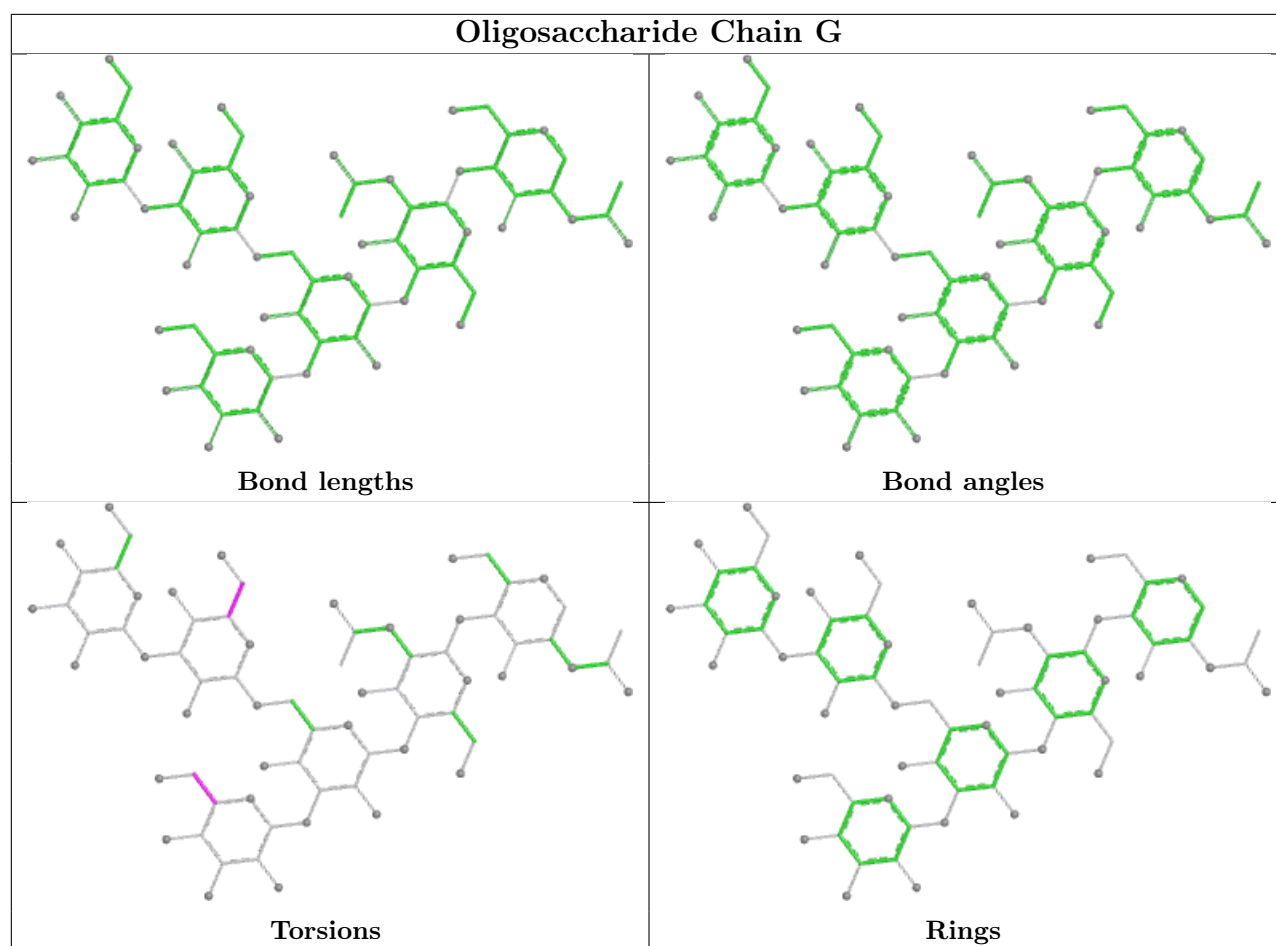 Oligosaccharide Chain G
Bond lengths
Bond angles
Torsions
Rings